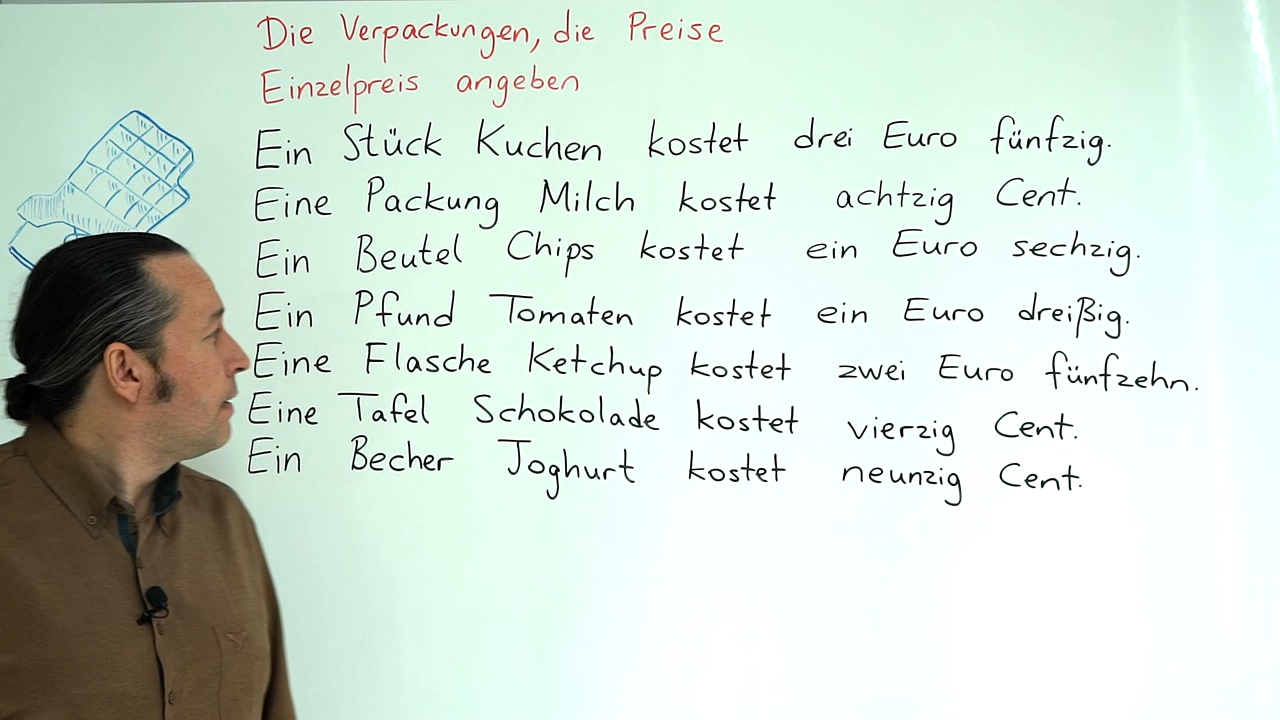 Die Verpackungen, die Preise
Einzelpreis angeben
Ein Stück Kuchen kostet drei Euro fünfzig.
Eine Packung Milch kostet achtzig Cent.
Ein Beutel Chips kostet ein Euro sechzig.
Ein Pfund Tomaten kostet ein Euro dreißig.
Eine Flasche Ketchup kostet zwei Euro fünfzehn.
Eine Tafel Schokolade kostet vierzig Cent.
Ein Becher Joghurt kostet neunzig Cent.